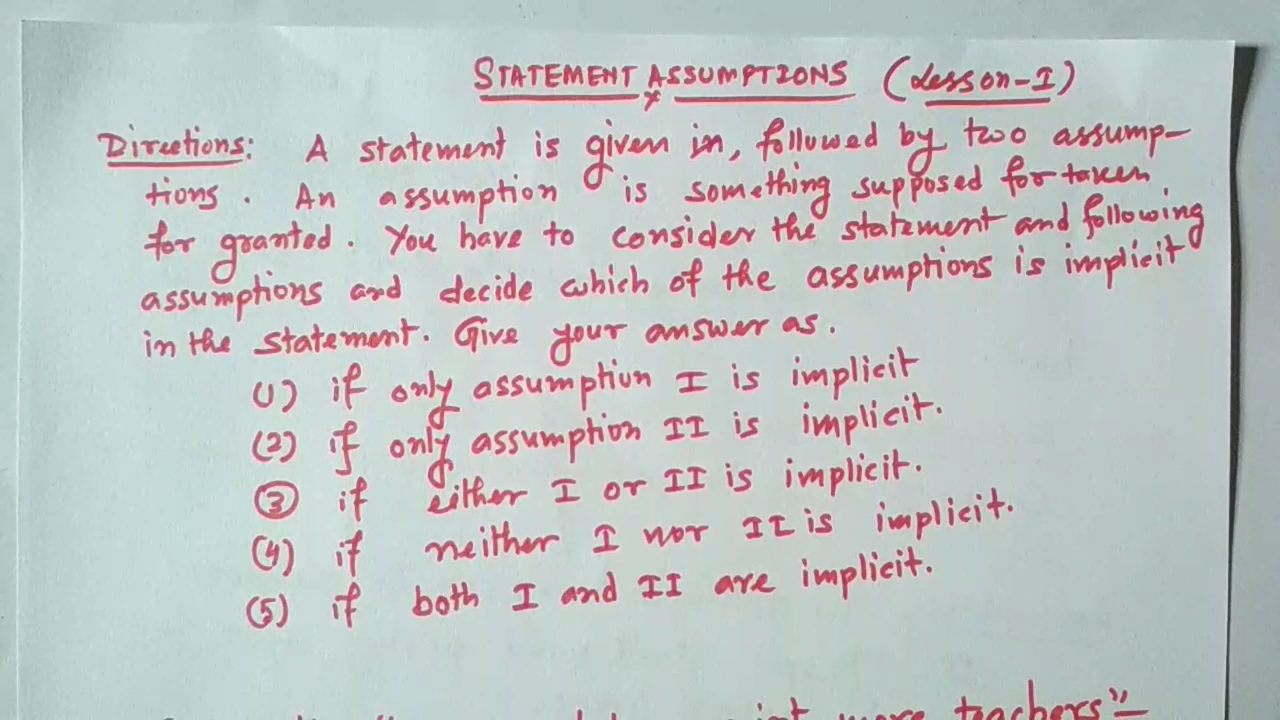 STATEMENT ASSUMPTIONS (Lesson-I)
Directions: A statement is given in, followed by two assump-
tions. An assumption is something supposed for taken
for granted. You have to consider the statement and following
assumptions and decide which of the assumptions is implicit
in the statement. Give your answer as.
(1) if only assumption I is implicit
(2) if only assumption II is implicit.
(3) if either I or II is implicit.
(4) if neither I nor II is implicit.
(5) if both I and II are implicit.
more teachers"